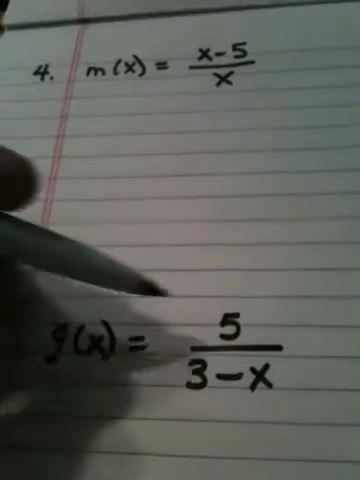 4. m(x) = x-5/x
g(x) = 5/3-x